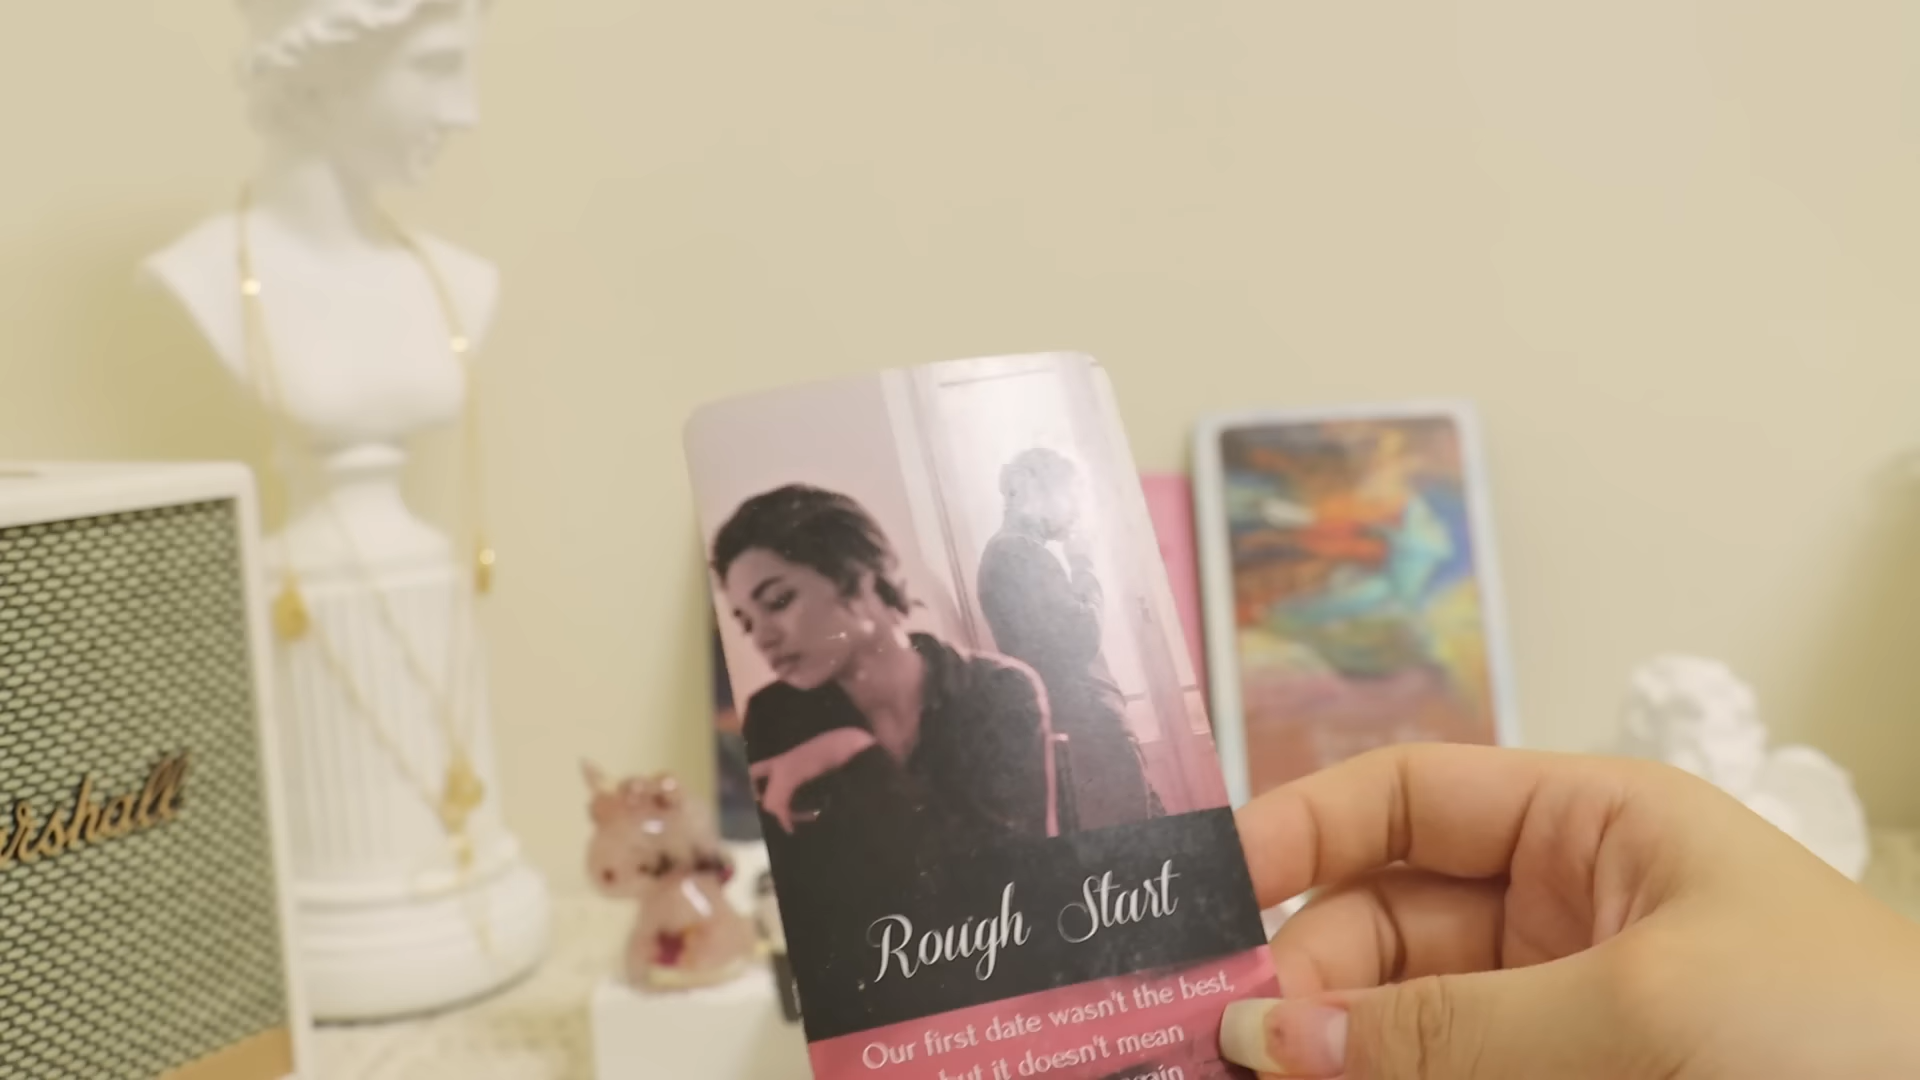 arshall
Rough Start
Our first date wasn't the best,
but it doesn't mean